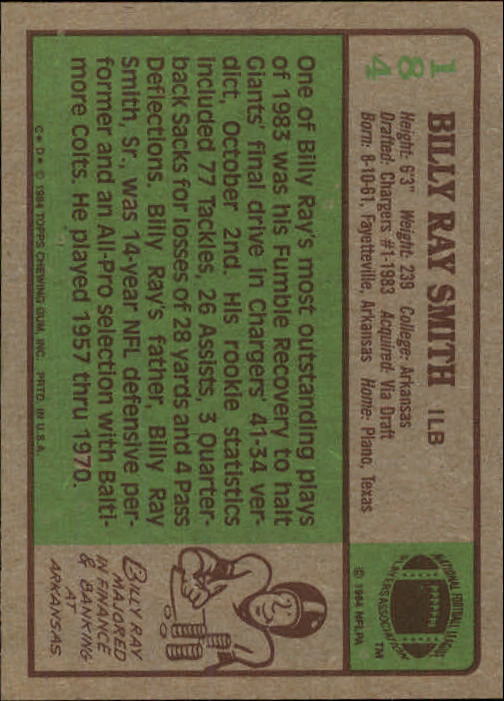 184
BILLY RAY SMITH ILB
Height: 6'3" Weight: 239 College: Arkansas
Drafted: Chargers #1-1983 Acquired: Via Draft
Born: 8-10-61, Fayetteville, Arkansas Home: Plano, Texas
NATIONAL FOOTBALL LEAGUE
PLAYERS ASSOCIATION
TM
© 1984 NFLPA
One of Billy Ray's most outstanding plays
of 1983 was his Fumble Recovery to halt
Giants' final drive in Chargers' 41-34 ver-
dict, October 2nd. His rookie statistics
included 77 Tackles, 26 Assists, 3 Quarter-
back Sacks for losses of 28 yards and 4 Pass
Deflections. Billy Ray's father, Billy Ray
Smith, Sr., was 14-year NFL defensive per-
former and an All-Pro selection with Balti-
more Colts. He played 1957 thru 1970.
BILLY RAY
MAJORED
IN FINANCE
& BANKING
AT
ARKANSAS.
C★ D★ © 1984 TOPPS CHEWING GUM, INC. PRTD. IN U.S.A.